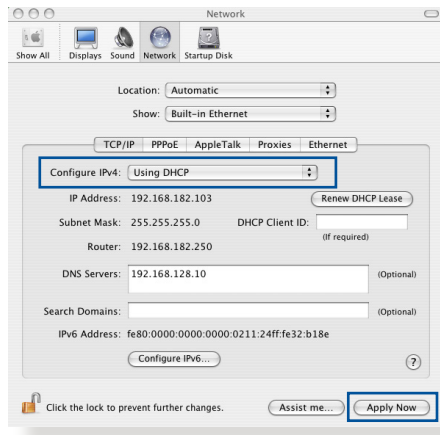 Network
Show All Displays Sound Network Startup Disk
Location: Automatic
Show: Built-in Ethernet
TCP/IP PPPoE AppleTalk Proxies Ethernet
Configure IPv4: Using DHCP
IP Address: 192.168.182.103 Renew DHCP Lease
Subnet Mask: 255.255.255.0 DHCP Client ID:
(If required)
Router: 192.168.182.250
DNS Servers: 192.168.128.10 (Optional)
Search Domains: (Optional)
IPv6 Address: fe80:0000:0000:0000:0211:24ff:fe32:b18e
Configure IPv6... ?
Click the lock to prevent further changes. Assist me... Apply Now